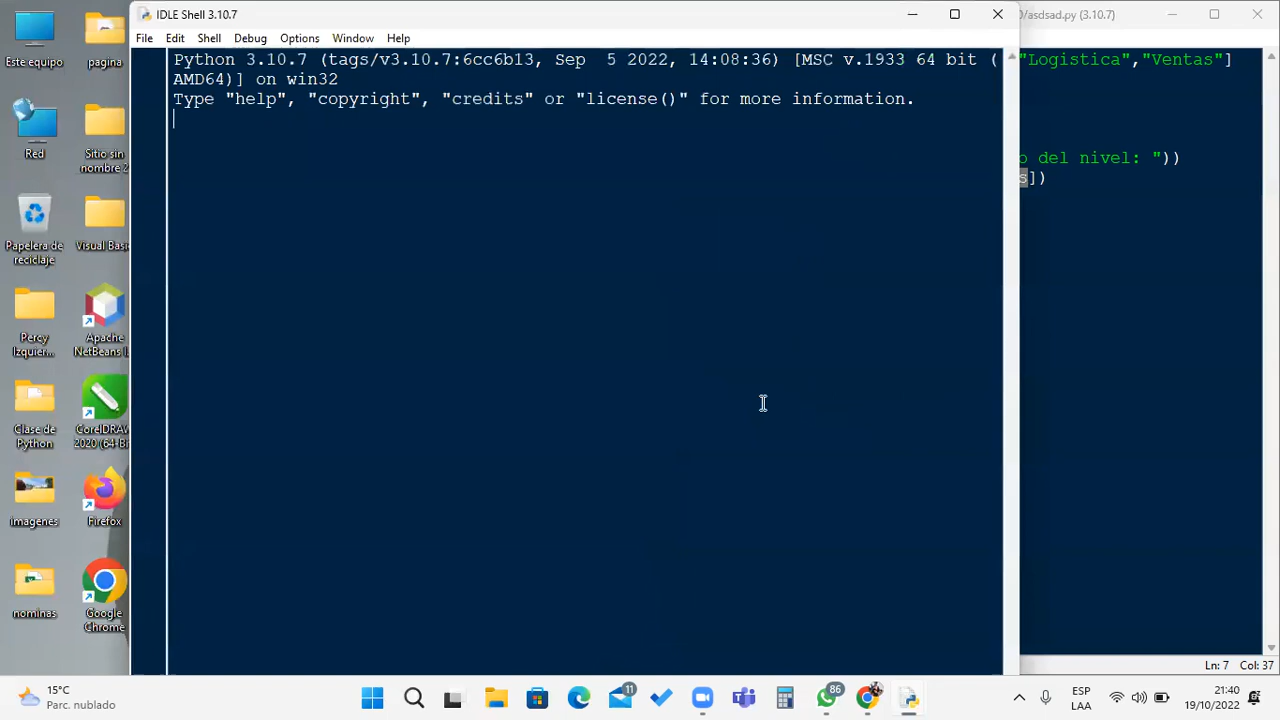 IDLE Shell 3.10.7
File Edit Shell Debug Options Window Help
Python 3.10.7 (tags/v3.10.7:6cc6b13, Sep 5 2022, 14:08:36) [MSC v.1933 64 bit (
AMD64)] on win32
Type "help", "copyright", "credits" or "license()" for more information.
/asdsad.py (3.10.7)
"Logistica","Ventas"]
o del nivel: "))
s])
Ln: 7 Col: 37
Este equipo
pagina
Red
Sitio sin
nombre 2
Papelera de
reciclaje
Visual Basi
Percy
Izquier...
Apache
NetBeans I
Clase de
Python
CorelDRAW
2020 (64-Bit
imagenes
Firefox
nominas
Google
Chrome
15°C
Parc. nublado
11
86
ESP
LAA
21:40
19/10/2022